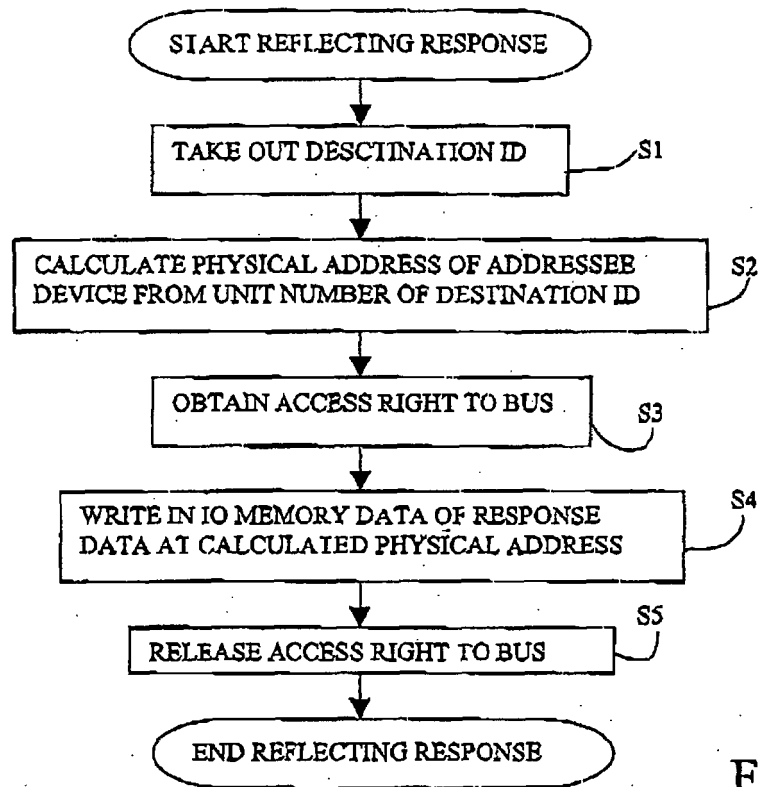 START REFLECTING RESPONSE
TAKE OUT DESCTINATION ID
S1
CALCULATE PHYSICAL ADDRESS OF ADDRESSEE
DEVICE FROM UNIT NUMBER OF DESTINATION ID
S2
OBTAIN ACCESS RIGHT TO BUS
S3
WRITE IN IO MEMORY DATA OF RESPONSE
DATA AT CALCULATED PHYSICAL ADDRESS
S4
RELEASE ACCESS RIGHT TO BUS
S5
END REFLECTING RESPONSE
F